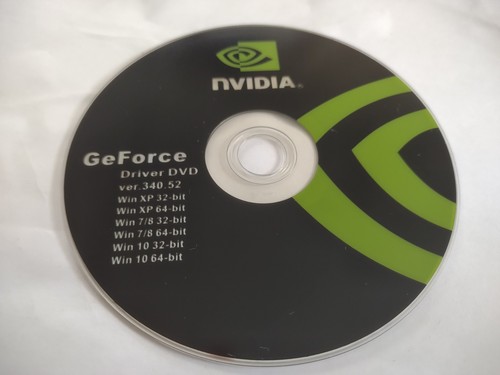 nVIDIA®
GeForce
Driver DVD
ver.340.52
Win XP 32-bit
Win XP 64-bit
Win 7/8 32-bit
Win 7/8 64-bit
Win 10 32-bit
Win 10 64-bit